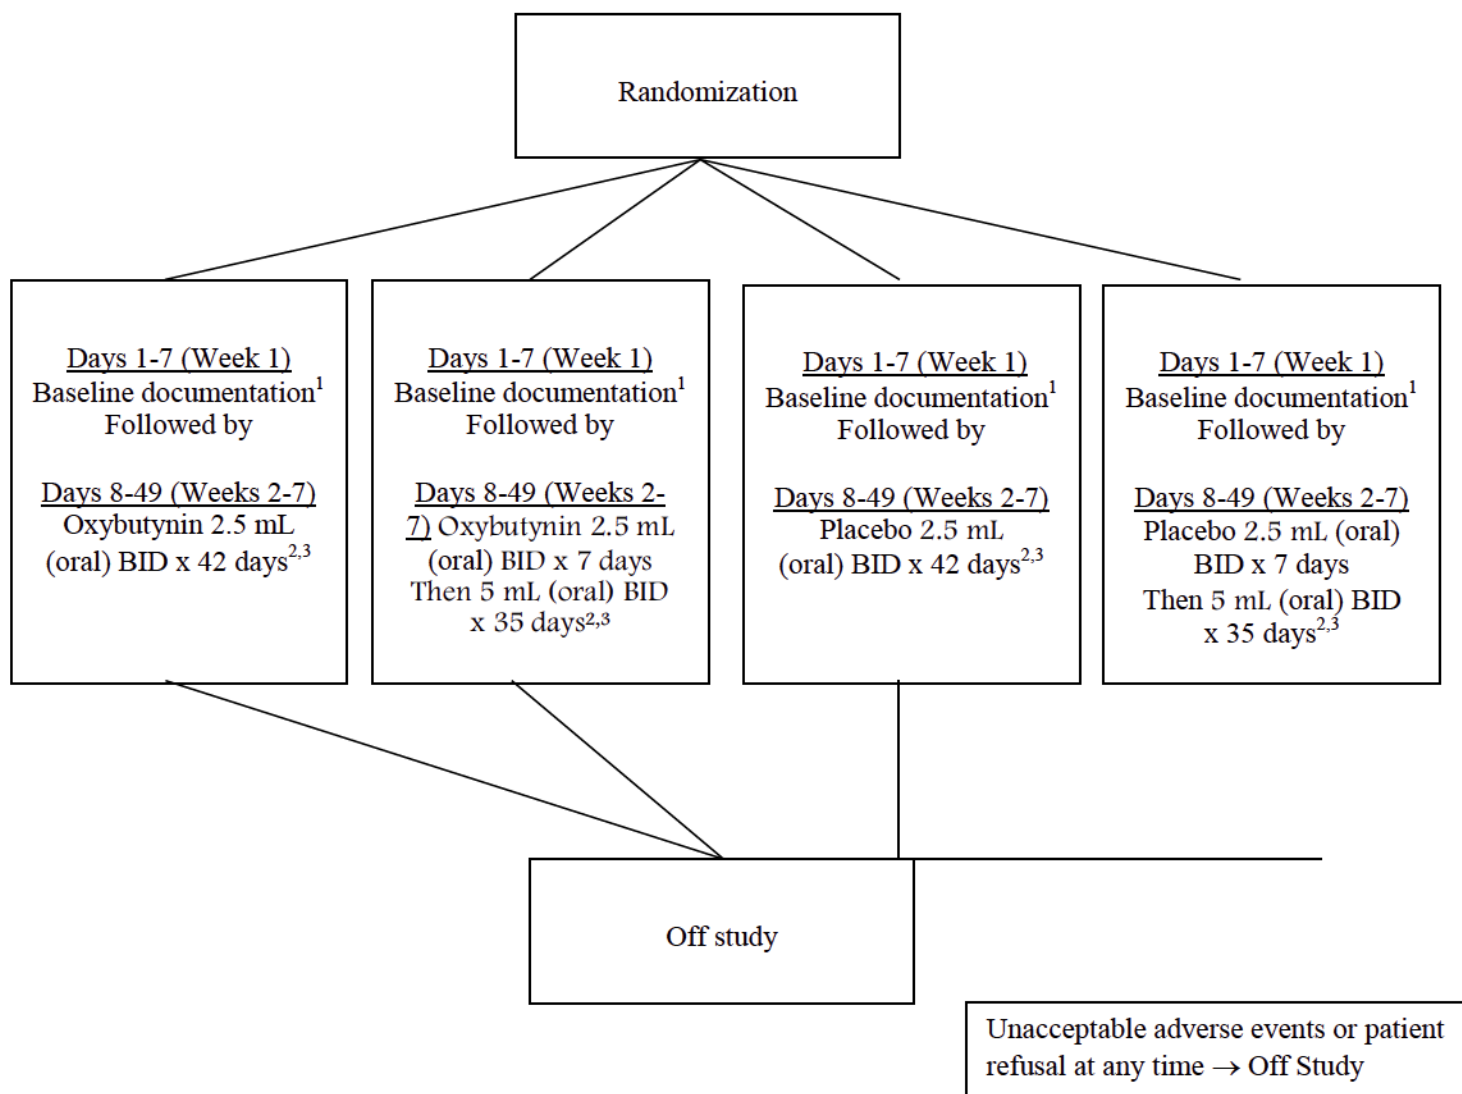 Randomization
Days 1-7 (Week 1)
Baseline documentation¹
Followed by
Days 8-49 (Weeks 2-7)
Oxybutynin 2.5 mL
(oral) BID x 42 days²,³
Days 1-7 (Week 1)
Baseline documentation¹
Followed by
Days 8-49 (Weeks 2-
7) Oxybutynin 2.5 mL
(oral) BID x 7 days
Then 5 mL (oral) BID
x 35 days²,³
Days 1-7 (Week 1)
Baseline documentation¹
Followed by
Days 8-49 (Weeks 2-7)
Placebo 2.5 mL
(oral) BID x 42 days²,³
Days 1-7 (Week 1)
Baseline documentation¹
Followed by
Days 8-49 (Weeks 2-7)
Placebo 2.5 mL (oral)
BID x 7 days
Then 5 mL (oral) BID
x 35 days²,³
Off study
Unacceptable adverse events or patient
refusal at any time → Off Study